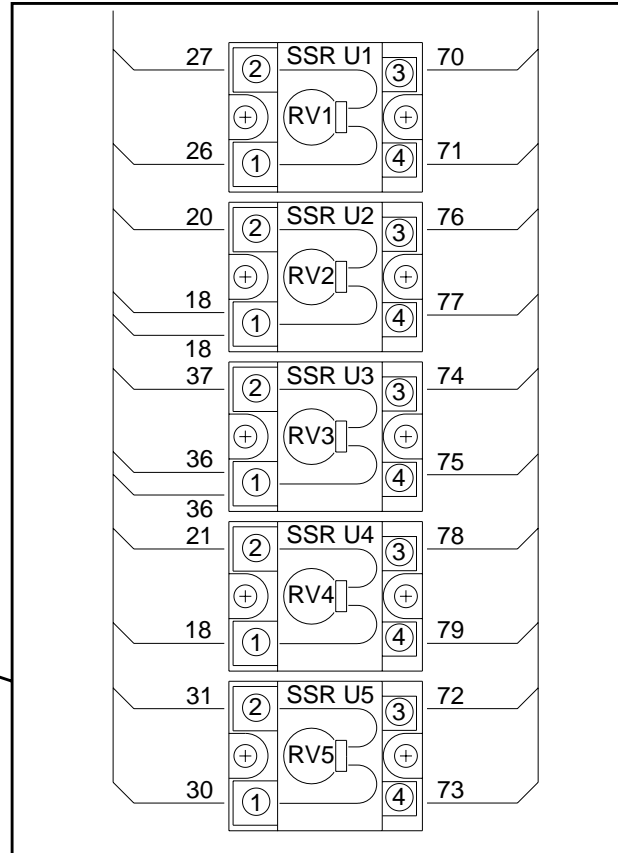 27 SSR U1 70
2 3
RV1
26 1 4 71
20 SSR U2 76
2 3
RV2
18 1 4 77
18
37 SSR U3 74
2 3
RV3
36 1 4 75
36
21 SSR U4 78
2 3
RV4
18 1 4 79
31 SSR U5 72
2 3
RV5
30 1 4 73